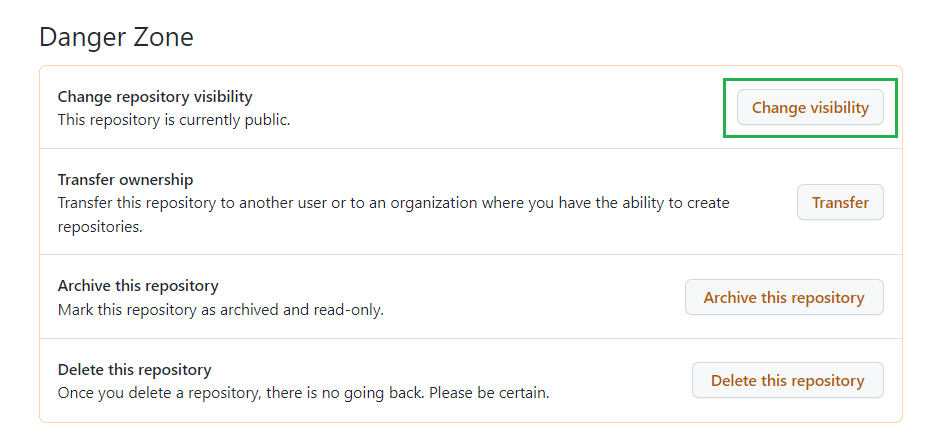 Danger Zone
Change repository visibility
This repository is currently public.
Change visibility
Transfer ownership
Transfer this repository to another user or to an organization where you have the ability to create
repositories.
Transfer
Archive this repository
Mark this repository as archived and read-only.
Archive this repository
Delete this repository
Once you delete a repository, there is no going back. Please be certain.
Delete this repository